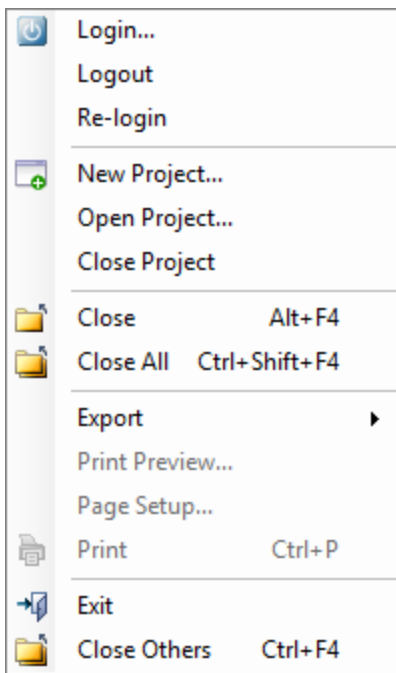 Login...
Logout
Re-login
New Project...
Open Project...
Close Project
Close Alt+F4
Close All Ctrl+Shift+F4
Export
Print Preview...
Page Setup...
Print Ctrl+P
Exit
Close Others Ctrl+F4